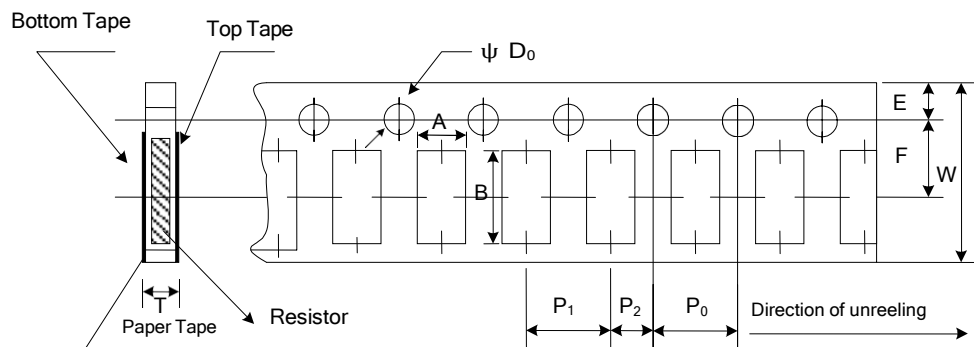 Bottom Tape
Top Tape
ψ D₀
E
A
F
W
B
T
P₁
P₂
P₀
Direction of unreeling
Resistor
Paper Tape